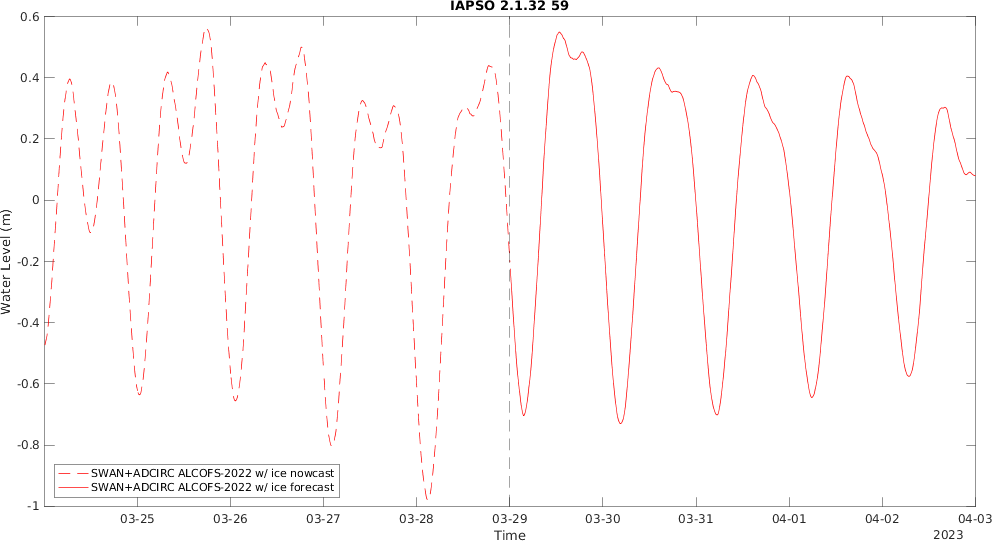 IAPSO 2.1.32 59
0.6
0.4
0.2
0
-0.2
-0.4
-0.6
-0.8
-1
Water Level (m)
SWAN+ADCIRC ALCOFS-2022 w/ ice nowcast
SWAN+ADCIRC ALCOFS-2022 w/ ice forecast
03-25 03-26 03-27 03-28 03-29 03-30 03-31 04-01 04-02 04-03
Time
2023